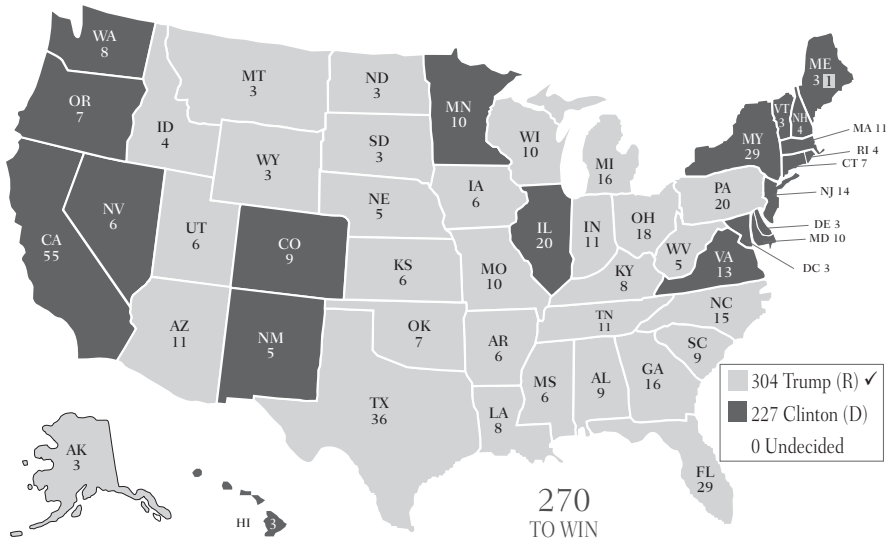 WA
8
OR
7
CA
55
NV
6
ID
4
MT
3
WY
3
UT
6
AZ
11
CO
9
NM
5
ND
3
SD
3
NE
5
KS
6
OK
7
TX
36
MN
10
IA
6
MO
10
AR
6
LA
8
WI
10
IL
20
MI
16
IN
11
OH
18
KY
8
TN
11
MS
6
AL
9
GA
16
FL
29
SC
9
NC
15
VA
13
WV
5
PA
20
MY
29
VT
3
NH
4
ME
3 1
MA 11
RI 4
CT 7
NJ 14
DE 3
MD 10
DC 3
AK
3
HI 3
304 Trump (R) ✓
227 Clinton (D)
0 Undecided
270
TO WIN